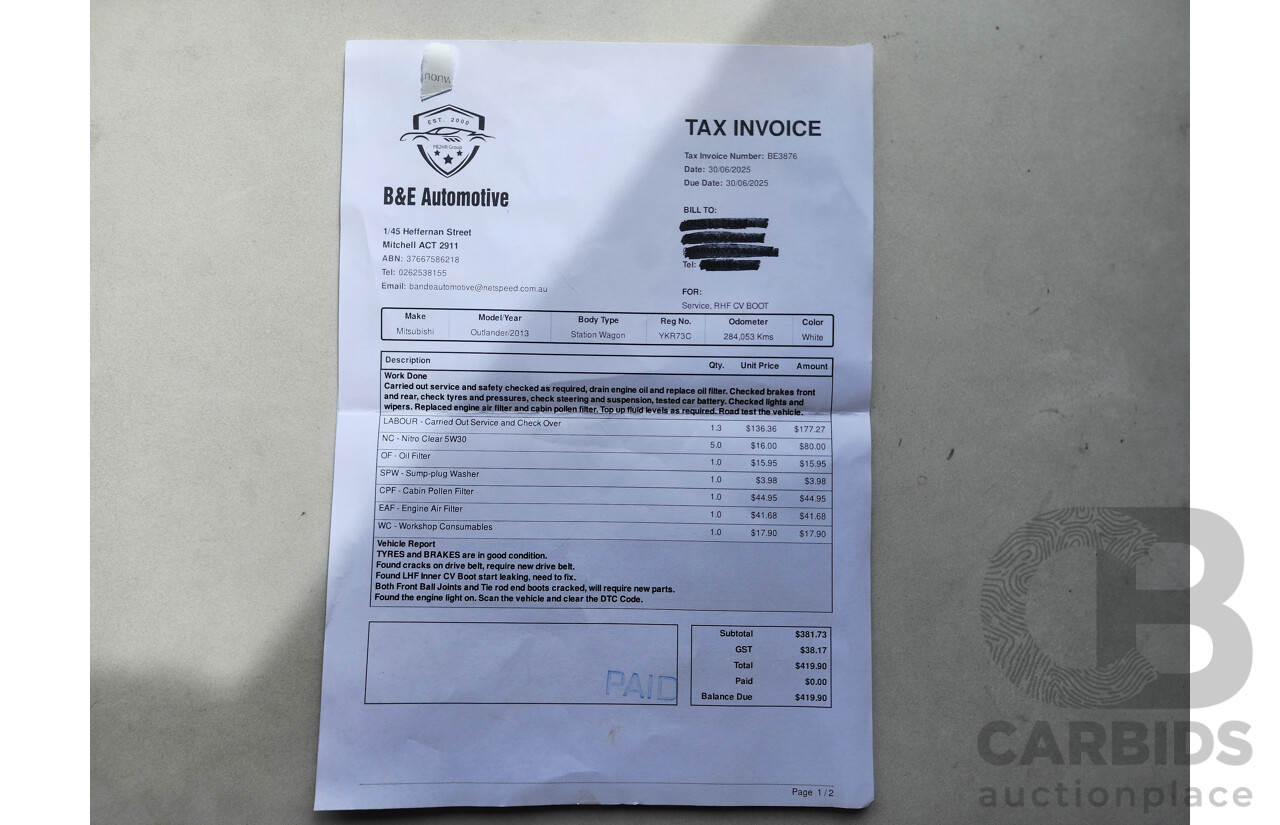 nonv
EST. 2000
PB2HR Group
B&E Automotive
1/45 Heffernan Street
Mitchell ACT 2911
ABN: 37667586218
Tel: 0262538155
Email: bandeautomotive@netspeed.com.au
TAX INVOICE
Tax Invoice Number: BE3876
Date: 30/06/2025
Due Date: 30/06/2025
BILL TO:
Tel:
FOR:
Service, RHF CV BOOT
Make Model/Year Body Type Reg No. Odometer Color
Mitsubishi Outlander/2013 Station Wagon YKR73C 284,053 Kms White
Description Qty. Unit Price Amount
Work Done
Carried out service and safety checked as required, drain engine oil and replace oil filter. Checked brakes front
and rear, check tyres and pressures, check steering and suspension, tested car battery. Checked lights and
wipers. Replaced engine air filter and cabin pollen filter. Top up fluid levels as required. Road test the vehicle.
LABOUR - Carried Out Service and Check Over 1.3 $136.36 $177.27
NC - Nitro Clear 5W30 5.0 $16.00 $80.00
OF - Oil Filter 1.0 $15.95 $15.95
SPW - Sump-plug Washer 1.0 $3.98 $3.98
CPF - Cabin Pollen Filter 1.0 $44.95 $44.95
EAF - Engine Air Filter 1.0 $41.68 $41.68
WC - Workshop Consumables 1.0 $17.90 $17.90
Vehicle Report
TYRES and BRAKES are in good condition.
Found cracks on drive belt, require new drive belt.
Found LHF Inner CV Boot start leaking, need to fix.
Both Front Ball Joints and Tie rod end boots cracked, will require new parts.
Found the engine light on. Scan the vehicle and clear the DTC Code.
PAID
Subtotal $381.73
GST $38.17
Total $419.90
Paid $0.00
Balance Due $419.90
Page 1 / 2
CB
CARBIDS
auctionplace